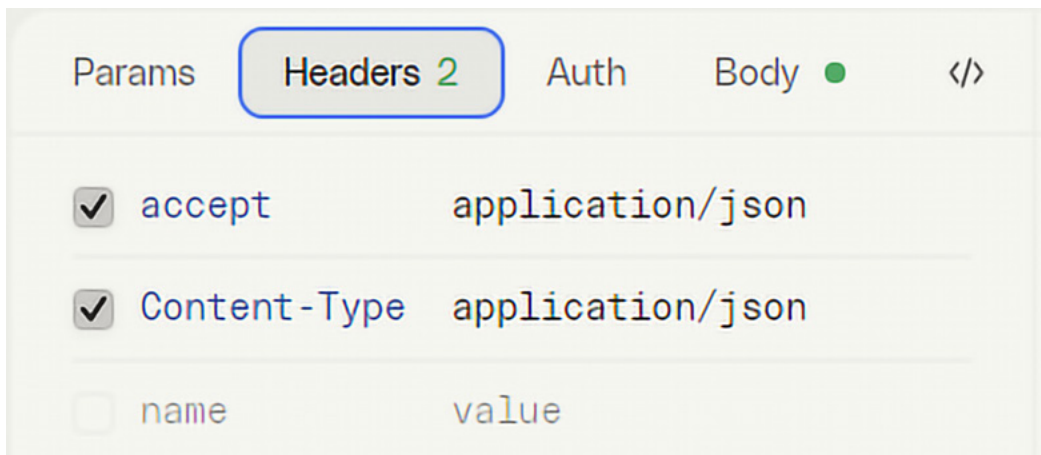 Params Headers 2 Auth Body </>
accept application/json
Content-Type application/json
name value